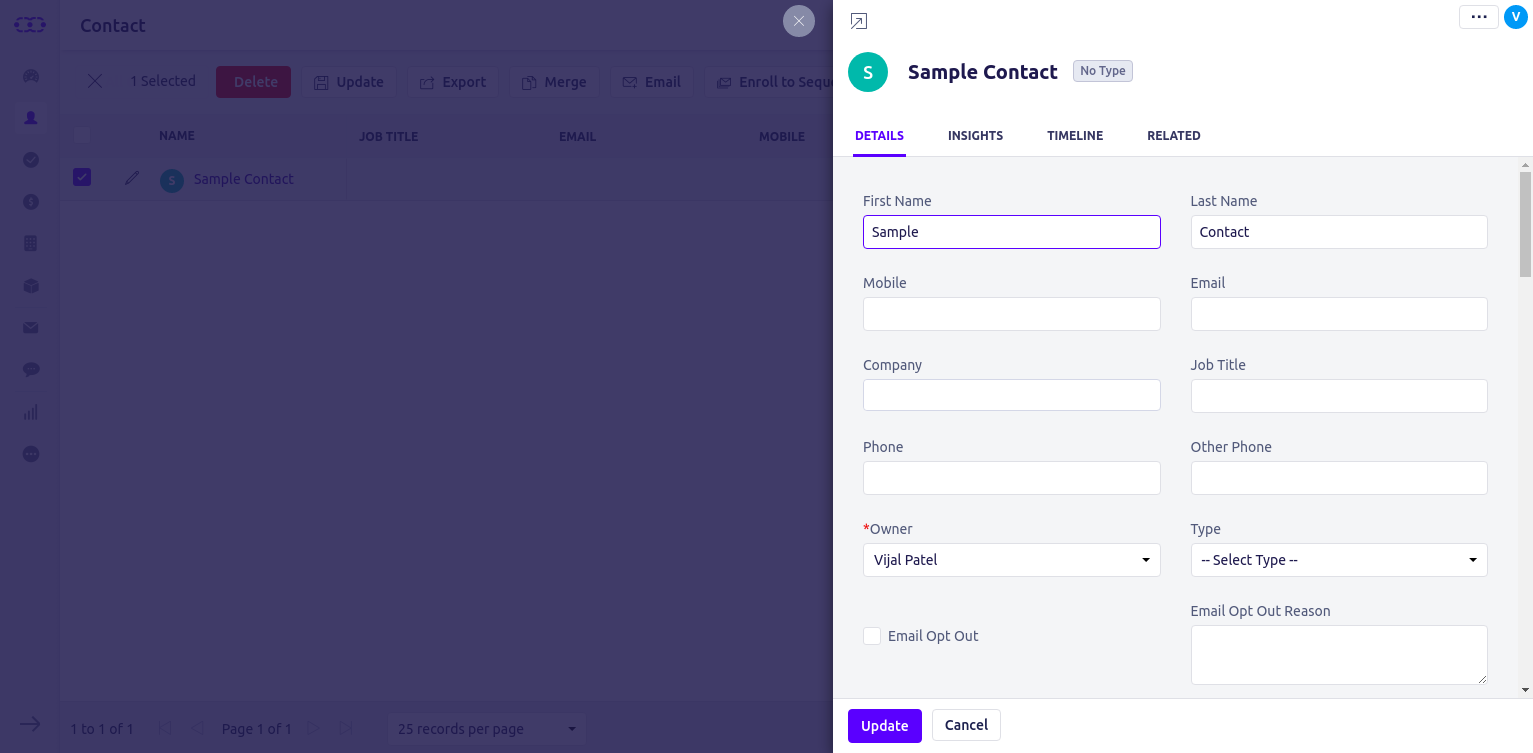 Contact
1 Selected
Delete
Update
Export
Merge
Email
Enroll to Sequ
NAME
JOB TITLE
EMAIL
MOBILE
S
Sample Contact
1 to 1 of 1
Page 1 of 1
25 records per page
V
S
Sample Contact
No Type
DETAILS
INSIGHTS
TIMELINE
RELATED
First Name
Last Name
Sample
Contact
Mobile
Email
Company
Job Title
Phone
Other Phone
*Owner
Type
Vijal Patel
-- Select Type --
Email Opt Out Reason
Email Opt Out
Update
Cancel